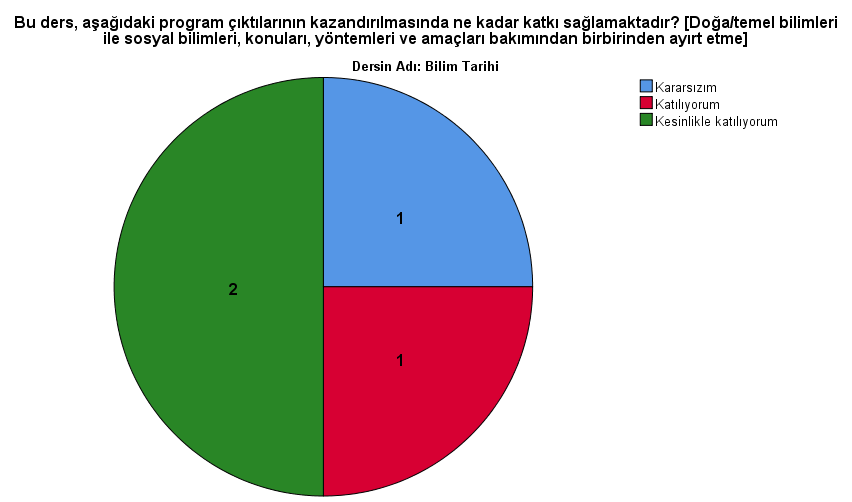 Bu ders, aşağıdaki program çıktılarının kazandırılmasında ne kadar katkı sağlamaktadır? [Doğa/temel bilimleri
ile sosyal bilimleri, konuları, yöntemleri ve amaçları bakımından birbirinden ayırt etme]
Dersin Adı: Bilim Tarihi
Kararsızım
Katılıyorum
Kesinlikle katılıyorum
1
2
1